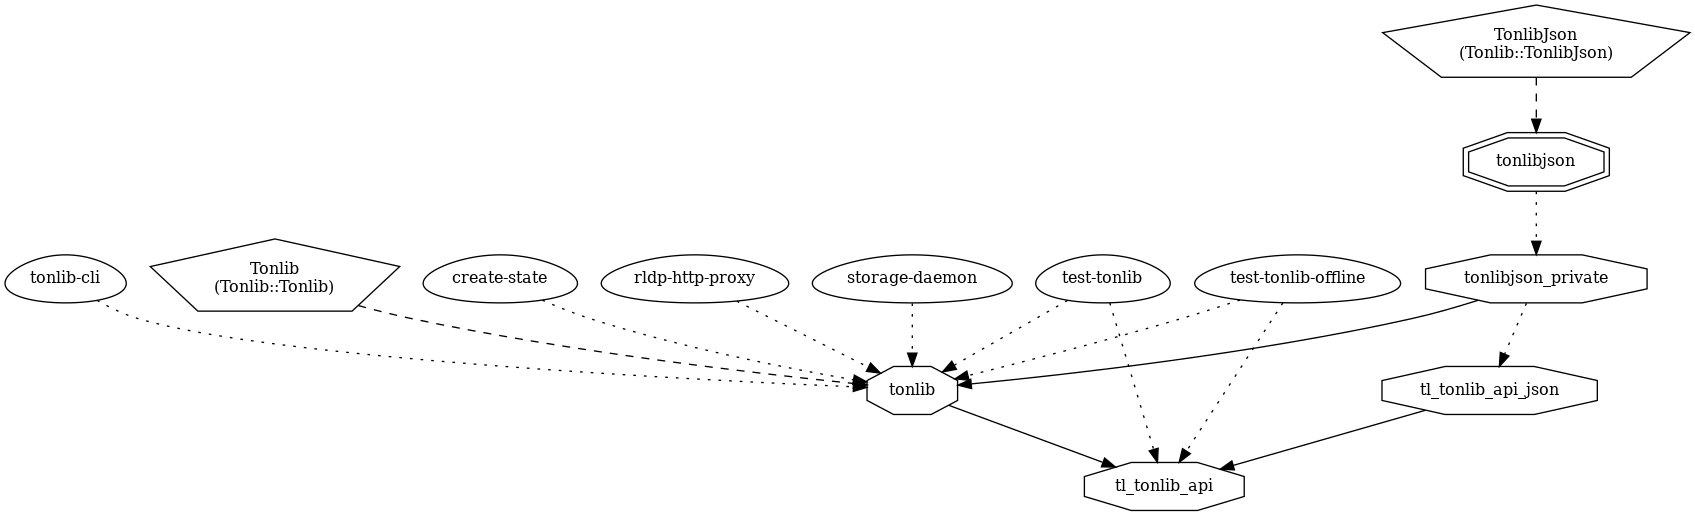 TonlibJson
(Tonlib::TonlibJson)
tonlibjson
tonlib-cli
Tonlib
(Tonlib::Tonlib)
create-state
rldp-http-proxy
storage-daemon
test-tonlib
test-tonlib-offline
tonlibjson_private
tonlib
tl_tonlib_api_json
tl_tonlib_api